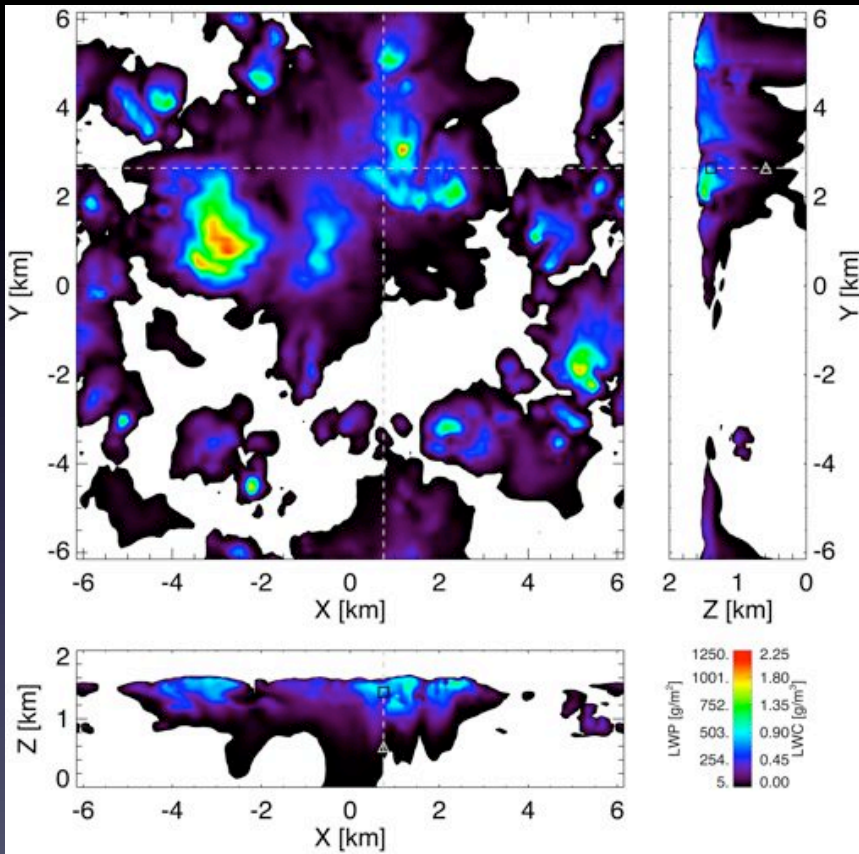 6
4
2
0
-2
-4
-6
Y [km]
-6 -4 -2 0 2 4 6
X [km]
6
4
2
0
-2
-4
-6
Y [km]
2 1 0
Z [km]
2
1
0
Z [km]
-6 -4 -2 0 2 4 6
X [km]
LWP [g/m²]
1250. 2.25
1001. 1.80
752. 1.35
503. 0.90
254. 0.45
5. 0.00
LWC [g/m³]